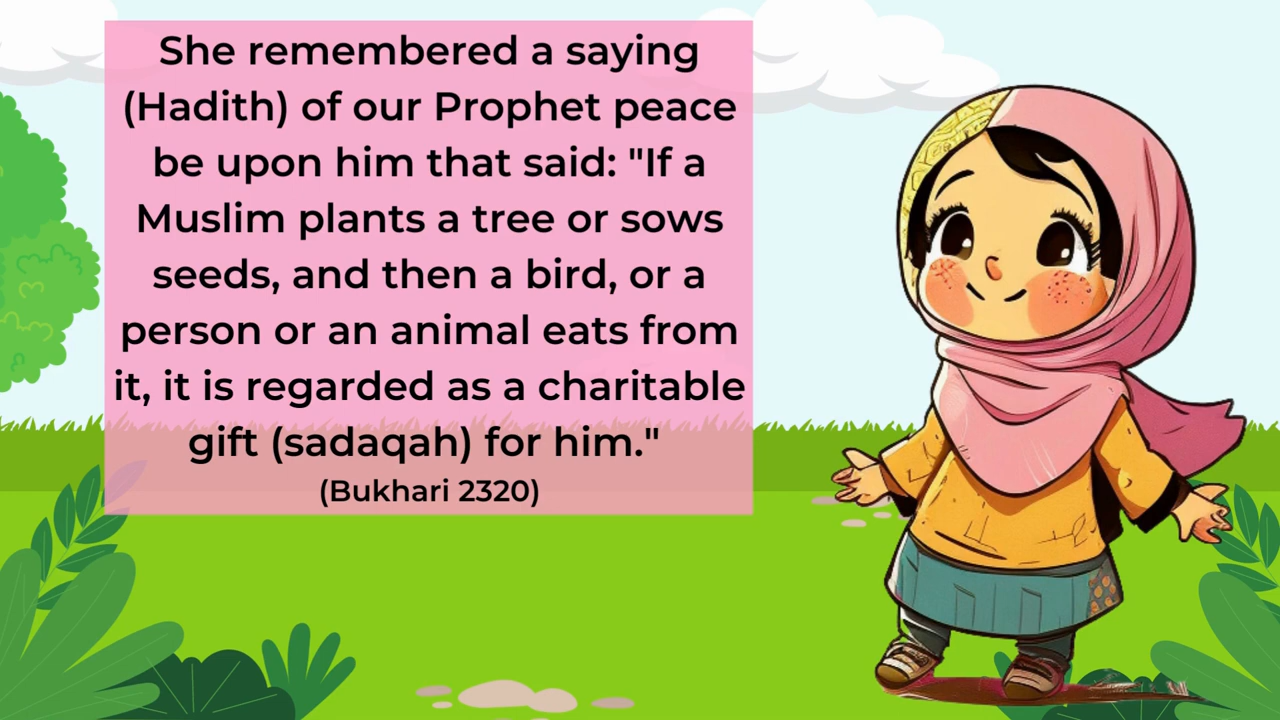 She remembered a saying
(Hadith) of our Prophet peace
be upon him that said: "If a
Muslim plants a tree or sows
seeds, and then a bird, or a
person or an animal eats from
it, it is regarded as a charitable
gift (sadaqah) for him."
(Bukhari 2320)